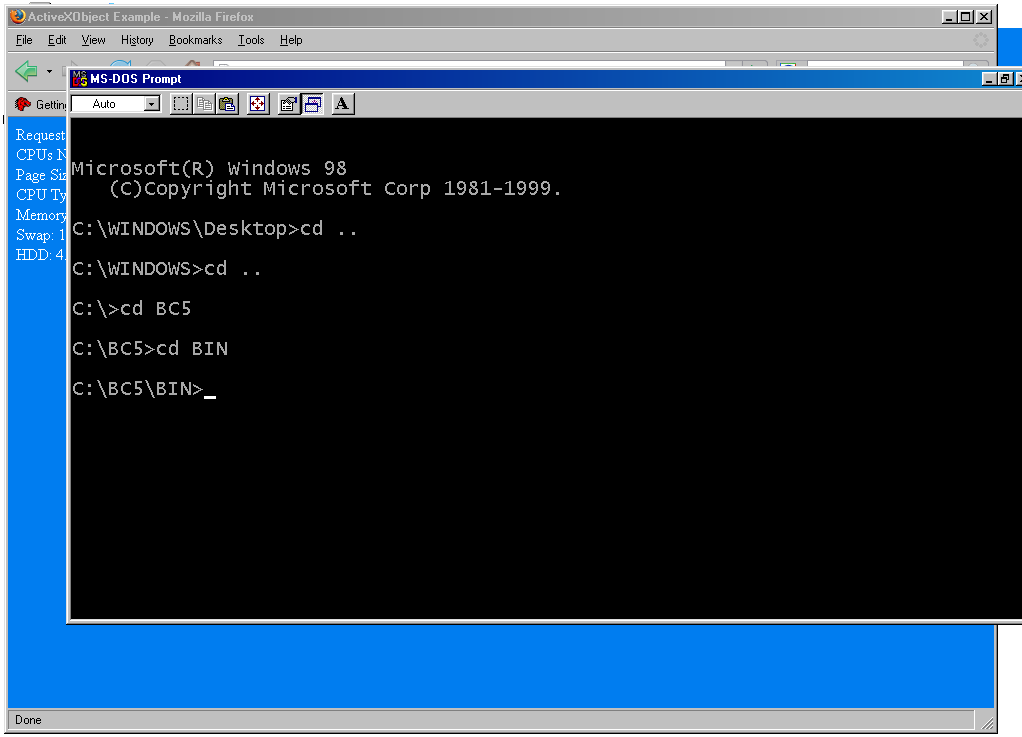 ActiveXObject Example - Mozilla Firefox
File Edit View History Bookmarks Tools Help
MS-DOS Prompt
Auto
A
Microsoft(R) Windows 98
(C)Copyright Microsoft Corp 1981-1999.
C:\WINDOWS\Desktop>cd ..
C:\WINDOWS>cd ..
C:\>cd BC5
C:\BC5>cd BIN
C:\BC5\BIN>_
Gettin
Request
CPUs N
Page Siz
CPU Ty
Memory
Swap: 1
HDD: 4.
Done